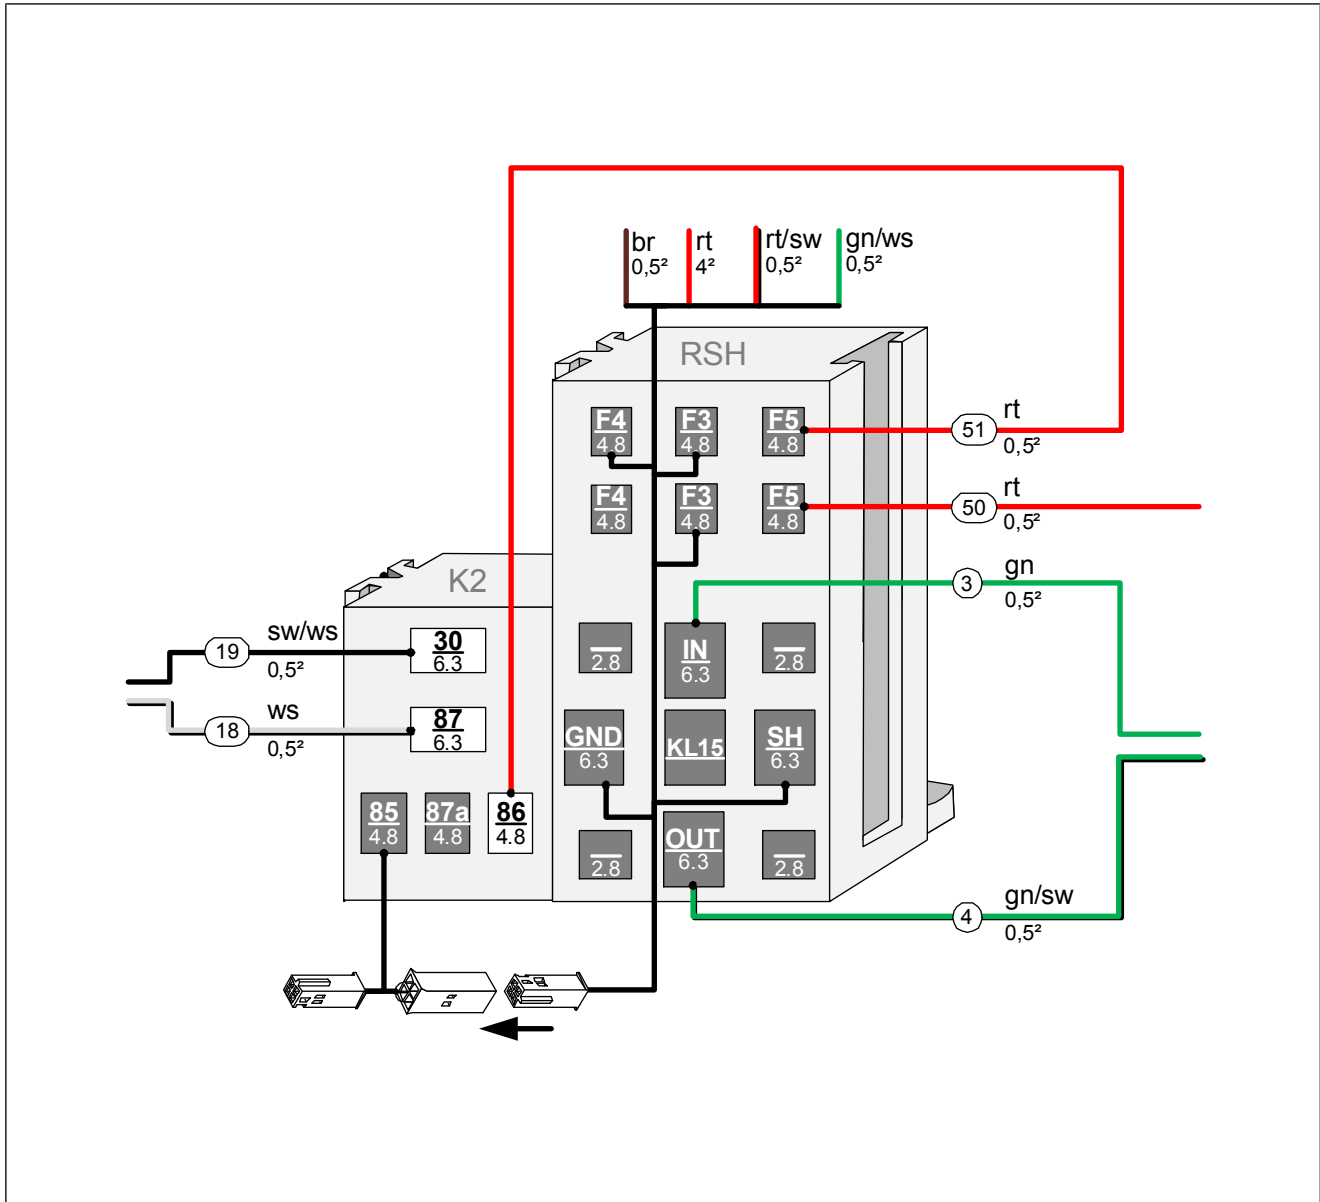 br
0,5²
rt
4²
rt/sw
0,5²
gn/ws
0,5²
RSH
F4
4.8
F3
4.8
F5
4.8
51
rt
0,5²
F4
4.8
F3
4.8
F5
4.8
50
rt
0,5²
K2
3
gn
0,5²
19
sw/ws
0,5²
30
6.3
2.8
IN
6.3
2.8
18
ws
0,5²
87
6.3
GND
6.3
KL15
SH
6.3
85
4.8
87a
4.8
86
4.8
2.8
OUT
6.3
2.8
4
gn/sw
0,5²